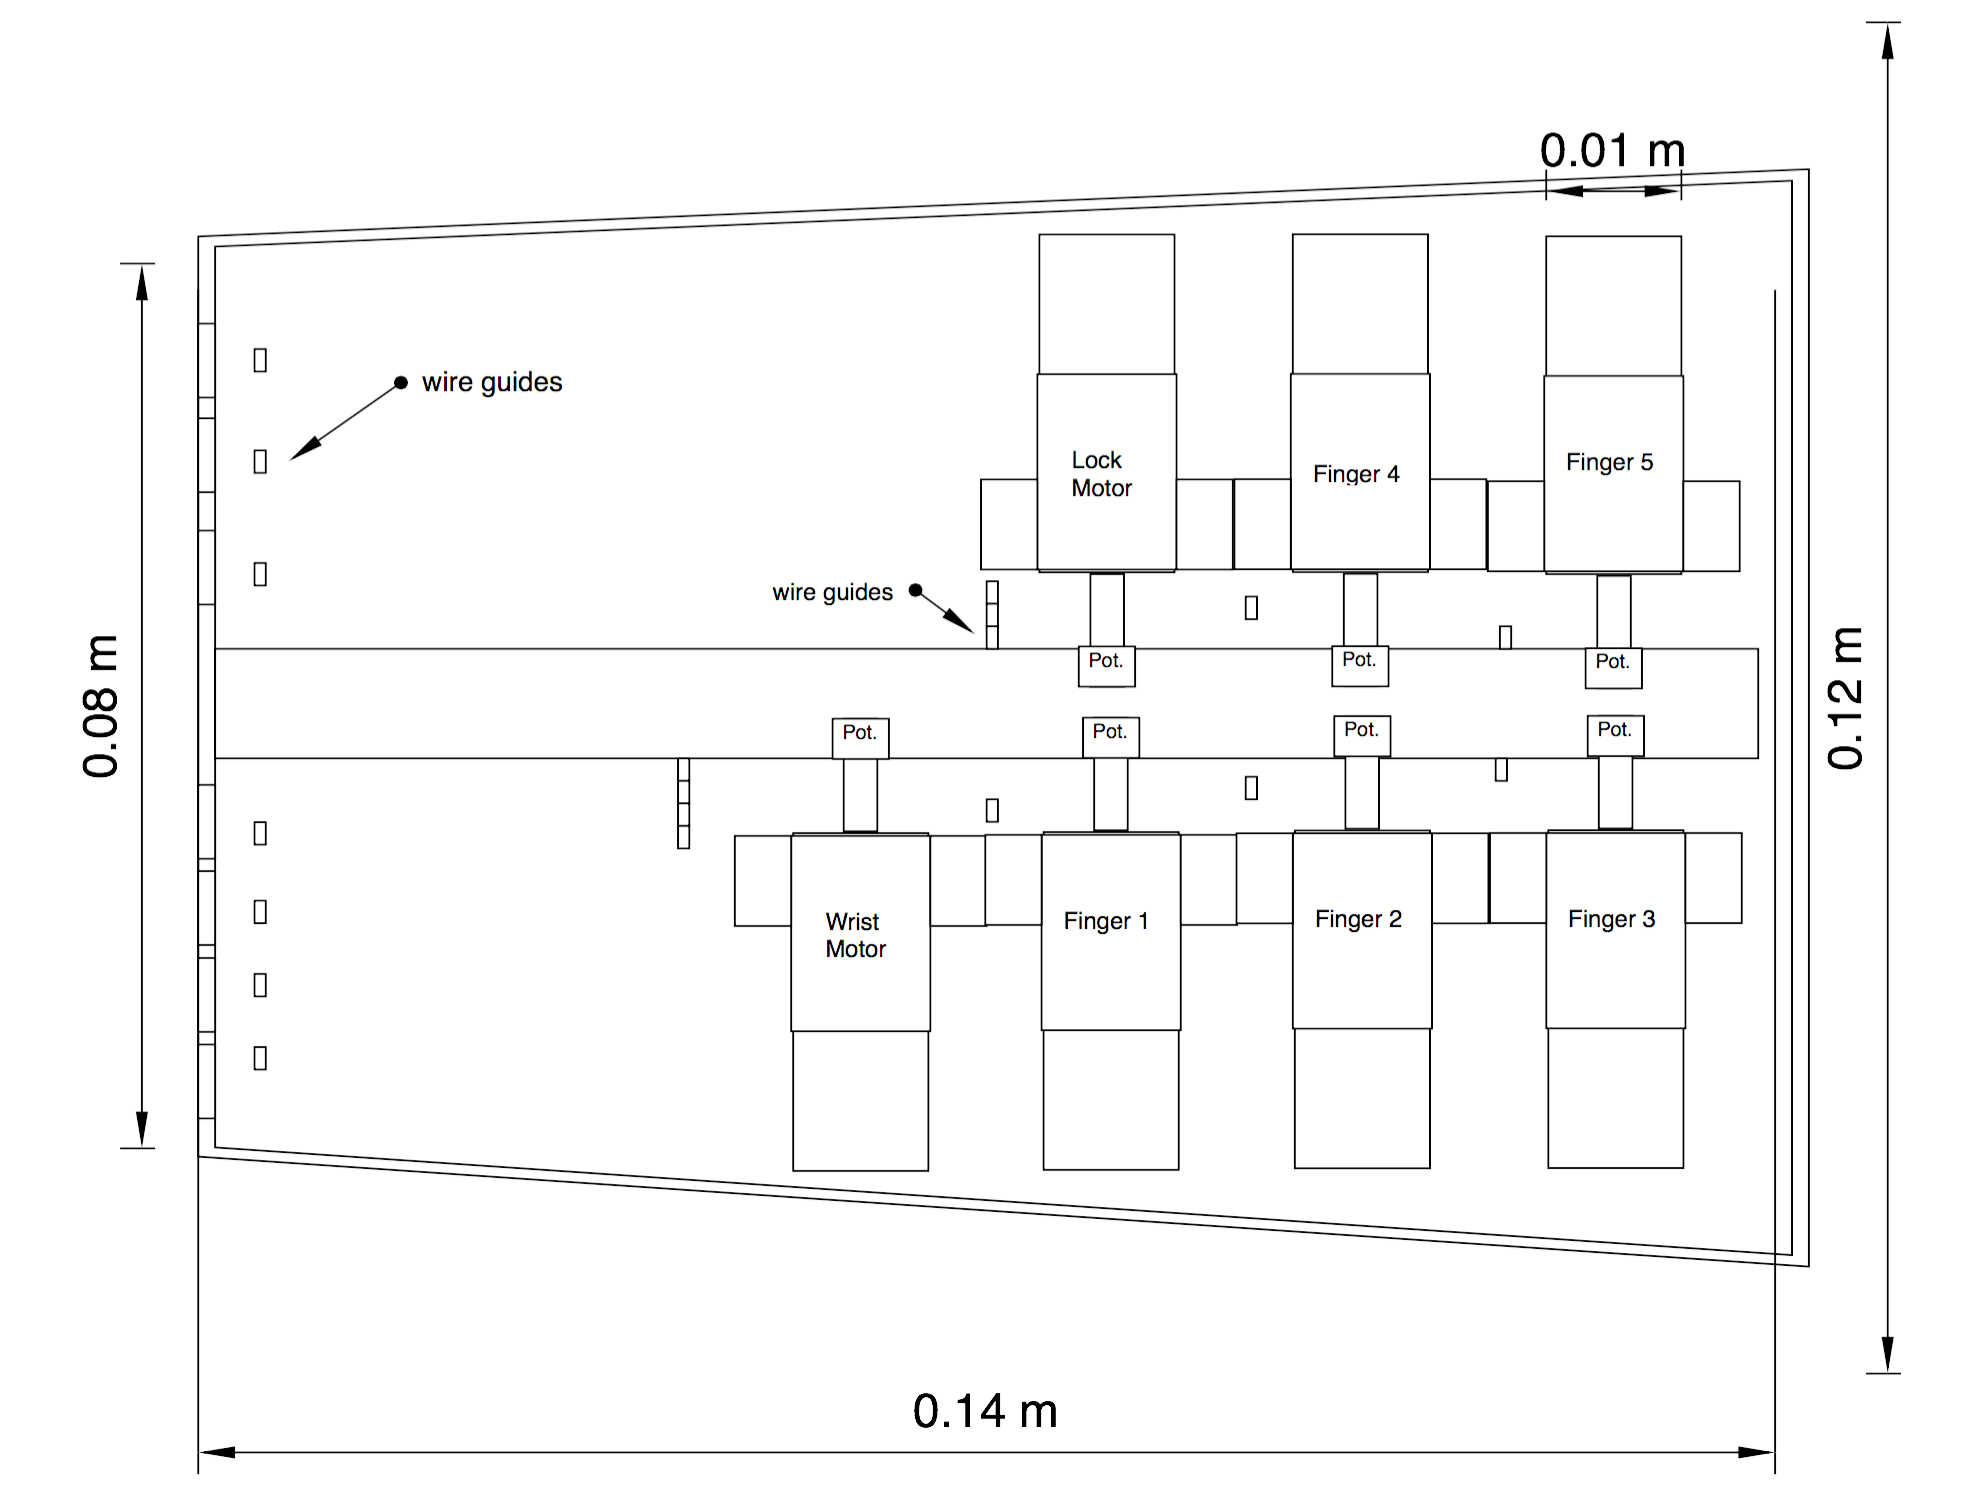 0.01 m
wire guides
Lock
Motor
Finger 4
Finger 5
wire guides
Pot.
Pot.
Pot.
0.08 m
0.12 m
Pot.
Pot.
Pot.
Pot.
Wrist
Motor
Finger 1
Finger 2
Finger 3
0.14 m